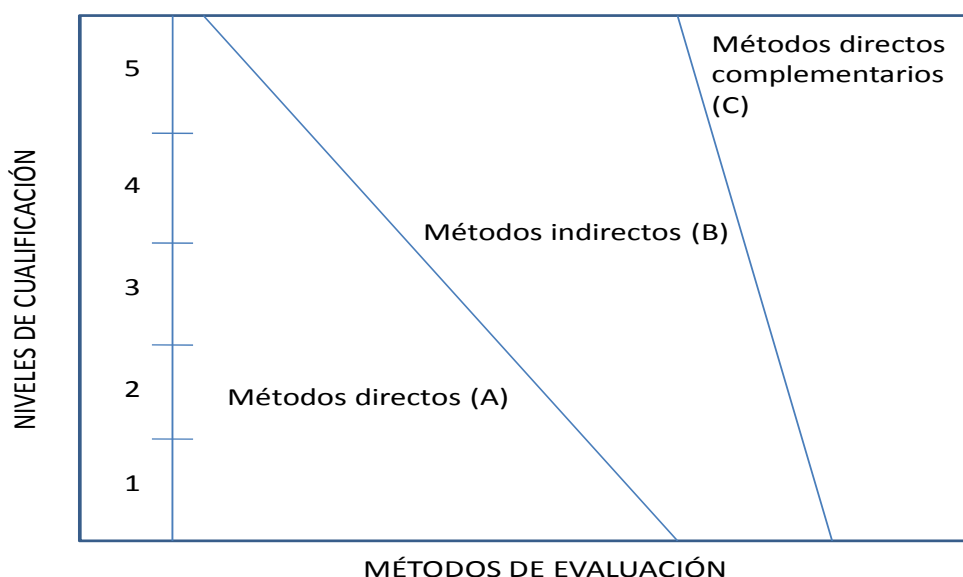 NIVELES DE CUALIFICACIÓN
5
4
3
2
1
Métodos directos
complementarios
(C)
Métodos indirectos (B)
Métodos directos (A)
MÉTODOS DE EVALUACIÓN